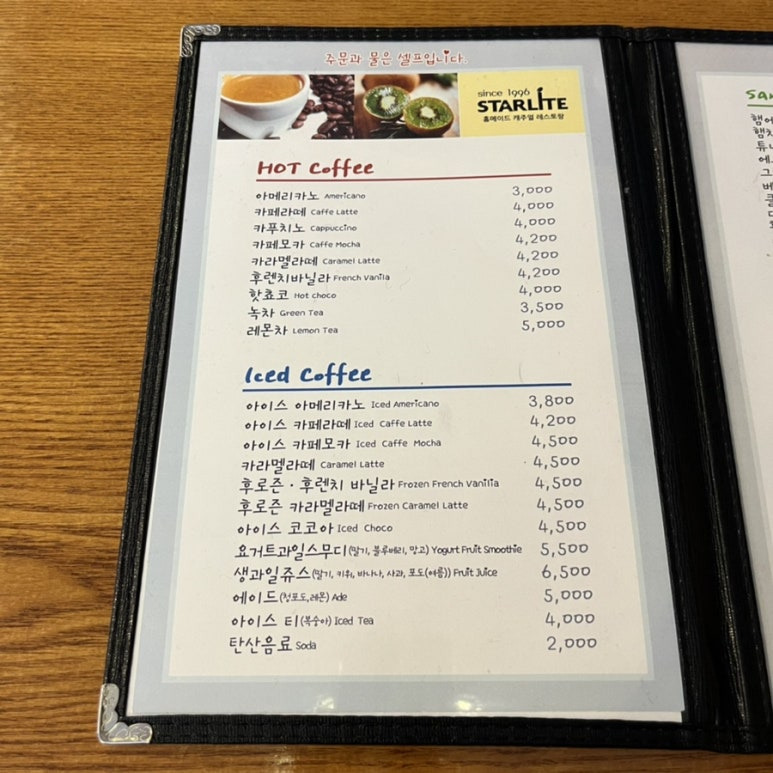 주문과 물은 셀프입니다.
since 1996
STARLITE
홈메이드 캐주얼 레스토랑
HOT Coffee
아메리카노 Americano 3,000
카페라떼 Caffe Latte 4,000
카푸치노 Cappuccino 4,000
카페모카 Caffe Mocha 4,200
카라멜라떼 Caramel Latte 4,200
후렌치바닐라 French Vanila 4,200
핫쵸코 Hot choco 4,000
녹차 Green Tea 3,500
레몬차 Lemon Tea 5,000
Iced Coffee
아이스 아메리카노 Iced Americano 3,800
아이스 카페라떼 Iced Caffe Latte 4,200
아이스 카페모카 Iced Caffe Mocha 4,500
카라멜라떼 Caramel Latte 4,500
후로즌·후렌치 바닐라 Frozen French Vanilla 4,500
후로즌 카라멜라떼 Frozen Caramel Latte 4,500
아이스 코코아 Iced Choco 4,500
요거트과일스무디(딸기, 블루베리, 망고) Yogurt Fruit Smoothie 5,500
생과일쥬스(딸기, 키위, 바나나, 사과, 포도(여름)) Fruit Juice 6,500
에이드(청포도,레몬) Ade 5,000
아이스 티(복숭아) Iced Tea 4,000
탄산음료 Soda 2,000